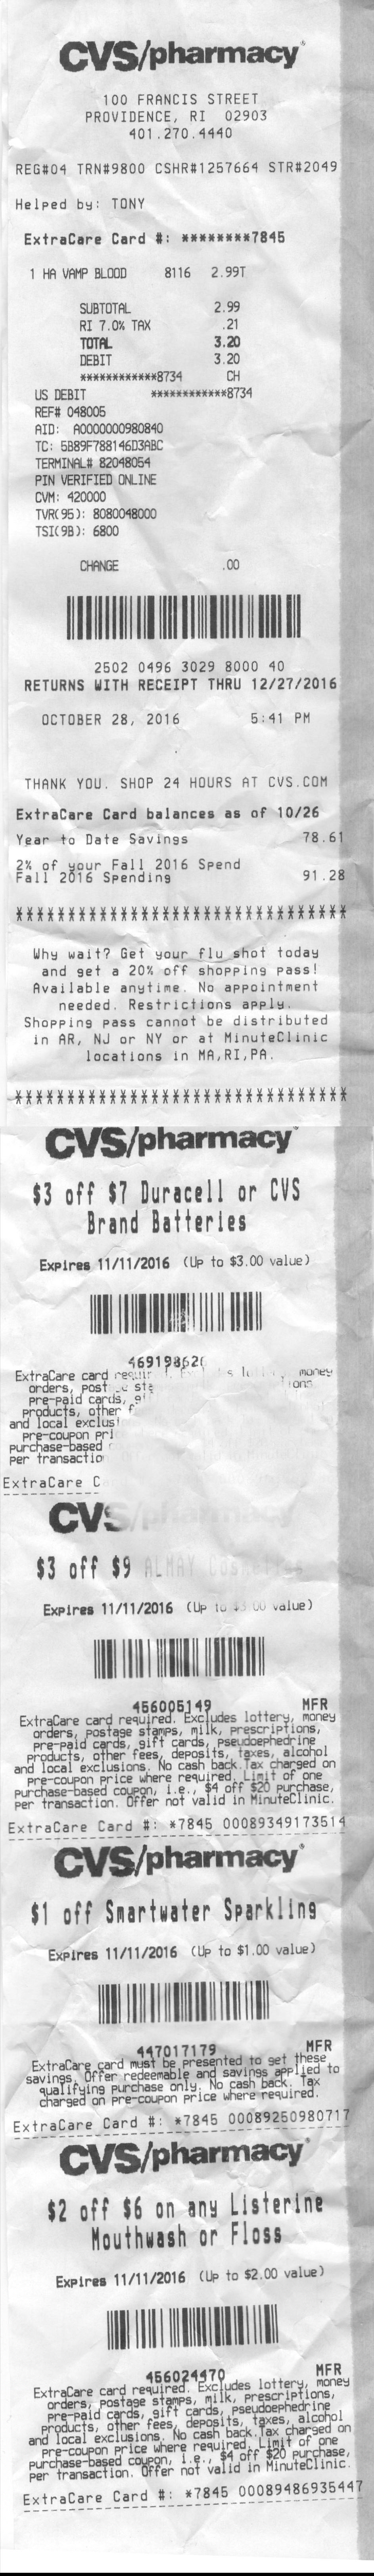 CVS/pharmacy
100 FRANCIS STREET
PROVIDENCE, RI 02903
401.270.4440
REG#04 TRN#9800 CSHR#1257664 STR#2049
Helped by: TONY
ExtraCare Card #: ********7845
1 HA VAMP BLOOD 8116 2.99T
SUBTOTAL 2.99
RI 7.0% TAX .21
TOTAL 3.20
DEBIT 3.20
************8734 CH
US DEBIT ************8734
REF# 048005
AID: A0000000980840
TC: 5B89F788146D3ABC
TERMINAL# 82048054
PIN VERIFIED ONLINE
CVM: 420000
TVR(95): 8080048000
TSI(9B): 6800
CHANGE .00
2502 0496 3029 8000 40
RETURNS WITH RECEIPT THRU 12/27/2016
OCTOBER 28, 2016 5:41 PM
THANK YOU. SHOP 24 HOURS AT CVS.COM
ExtraCare Card balances as of 10/26
Year to Date Savings 78.61
2% of your Fall 2016 Spend
Fall 2016 Spending 91.28
********************************
Why wait? Get your flu shot today
and get a 20% off shopping pass!
Available anytime. No appointment
needed. Restrictions apply.
Shopping pass cannot be distributed
in AR, NJ or NY or at MinuteClinic
locations in MA,RI,PA.
********************************
CVS/pharmacy
$3 off $7 Duracell or CVS
Brand Batteries
Expires 11/11/2016 (Up to $3.00 value)
ExtraCare card money
orders, post
pre-paid cards,
products, other
and local
pre-coupon
purchase-based
per
ExtraCare
CVS/pharmacy
$3 off $9 ALMAY Cosmetics
Expires 11/11/2016 (Up to $3.00 value)
456005149 MFR
ExtraCare card required. Excludes lottery, money
orders, postage stamps, milk, prescriptions,
pre-paid cards, gift cards, pseudoephedrine
products, other fees, deposits, taxes, alcohol
and local exclusions. No cash back. Tax charged on
pre-coupon price where required. Limit of one
purchase-based coupon, i.e., $4 off $20 purchase,
per transaction. Offer not valid in MinuteClinic.
ExtraCare Card #: *7845 00089349173514
CVS/pharmacy
$1 off Smartwater Sparkling
Expires 11/11/2016 (Up to $1.00 value)
447017179 MFR
ExtraCare card must be presented to get these
savings. Offer redeemable and savings applied to
qualifying purchase only. No cash back. Tax
charged on pre-coupon price where required.
ExtraCare Card #: *7845 00089250980717
CVS/pharmacy
$2 off $6 on any Listerine
Mouthwash or Floss
Expires 11/11/2016 (Up to $2.00 value)
456024470 MFR
ExtraCare card required. Excludes lottery, money
orders, postage stamps, milk, prescriptions,
pre-paid cards, gift cards, pseudoephedrine
products, other fees, deposits, taxes, alcohol
and local exclusions. No cash back. Tax charged on
pre-coupon price where required. Limit of one
purchase-based coupon, i.e., $4 off $20 purchase,
per transaction. Offer not valid in MinuteClinic.
ExtraCare Card #: *7845 00089486935447